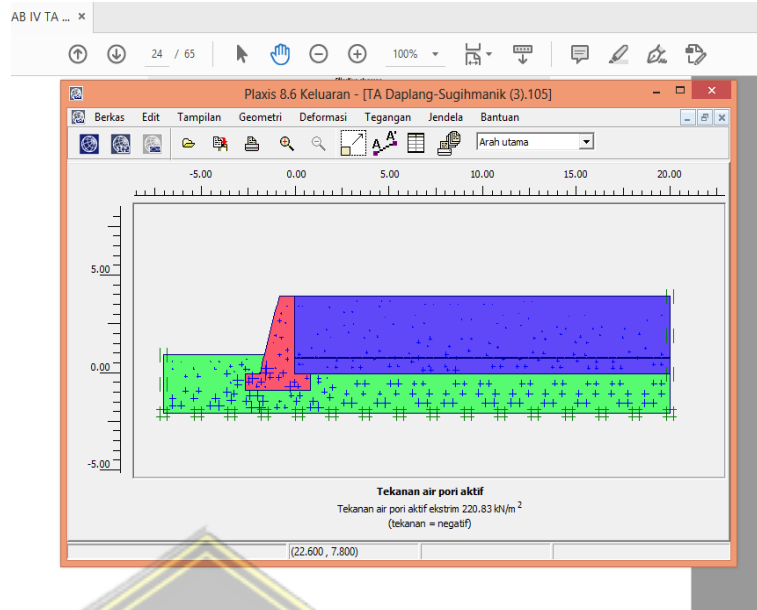 AB IV TA ... ×
24 / 65 100%
Plaxis 8.6 Keluaran - [TA Daplang-Sugihmanik (3).105]
Berkas Edit Tampilan Geometri Deformasi Tegangan Jendela Bantuan
Arah utama
-5.00 0.00 5.00 10.00 15.00 20.00
5.00
0.00
-5.00
Tekanan air pori aktif
Tekanan air pori aktif ekstrim 220.83 kN/m 2
(tekanan = negatif)
(22.600 , 7.800)